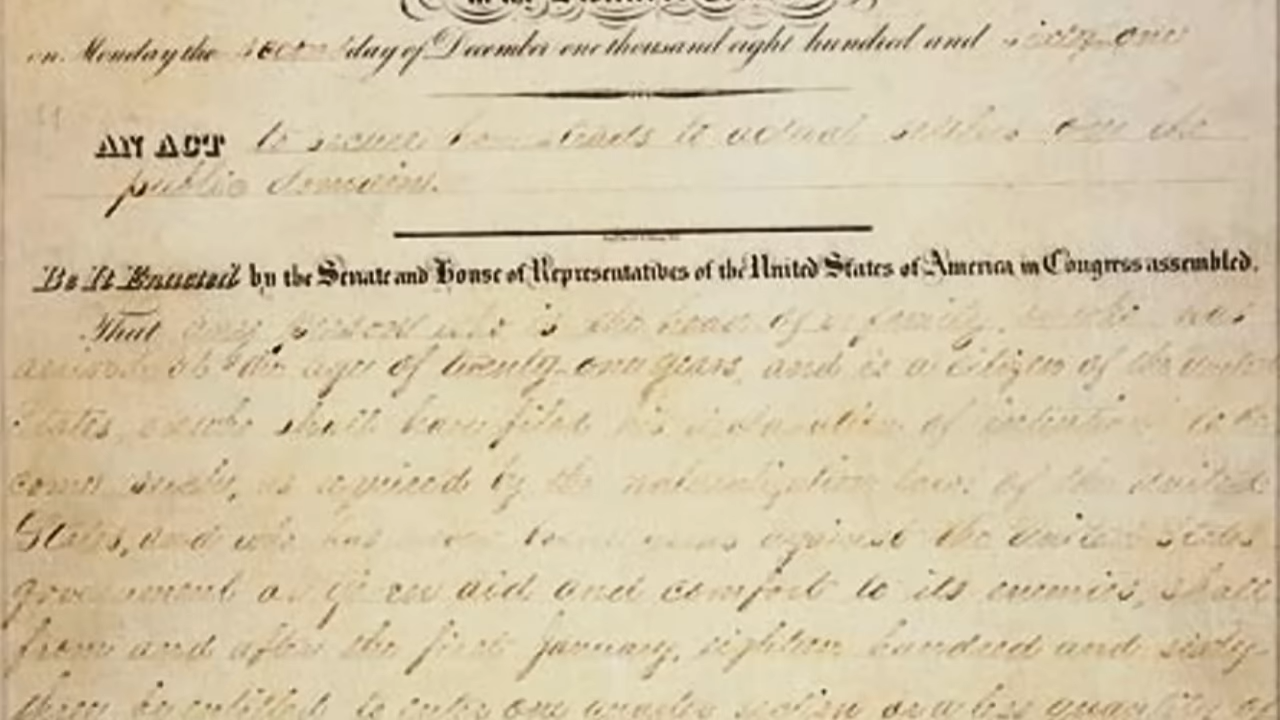 on Monday the second day of December one thousand eight hundred and sixty-one
AN ACT to secure homesteads to actual settlers on the
public domain.
Be It Enacted by the Senate and House of Representatives of the United States of America in Congress assembled,
That any person who is the head of a family, or who has
arrived at the age of twenty-one years, and is a citizen of the United
States, or who shall have filed his declaration of intention to be-
come such, as required by the naturalization laws of the United
States, and who has never borne arms against the United States
government or given aid and comfort to its enemies, shall
from and after the first January, eighteen hundred and sixty-
three be entitled to enter one quarter section or a less quantity of